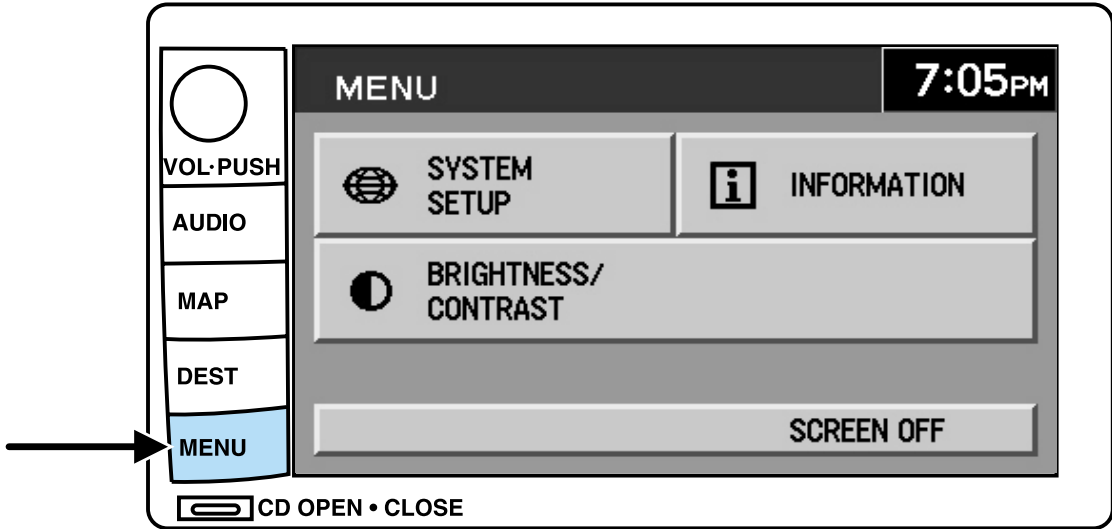 VOL·PUSH
AUDIO
MAP
DEST
MENU
MENU
7:05PM
SYSTEM
SETUP
INFORMATION
BRIGHTNESS/
CONTRAST
SCREEN OFF
CD OPEN • CLOSE